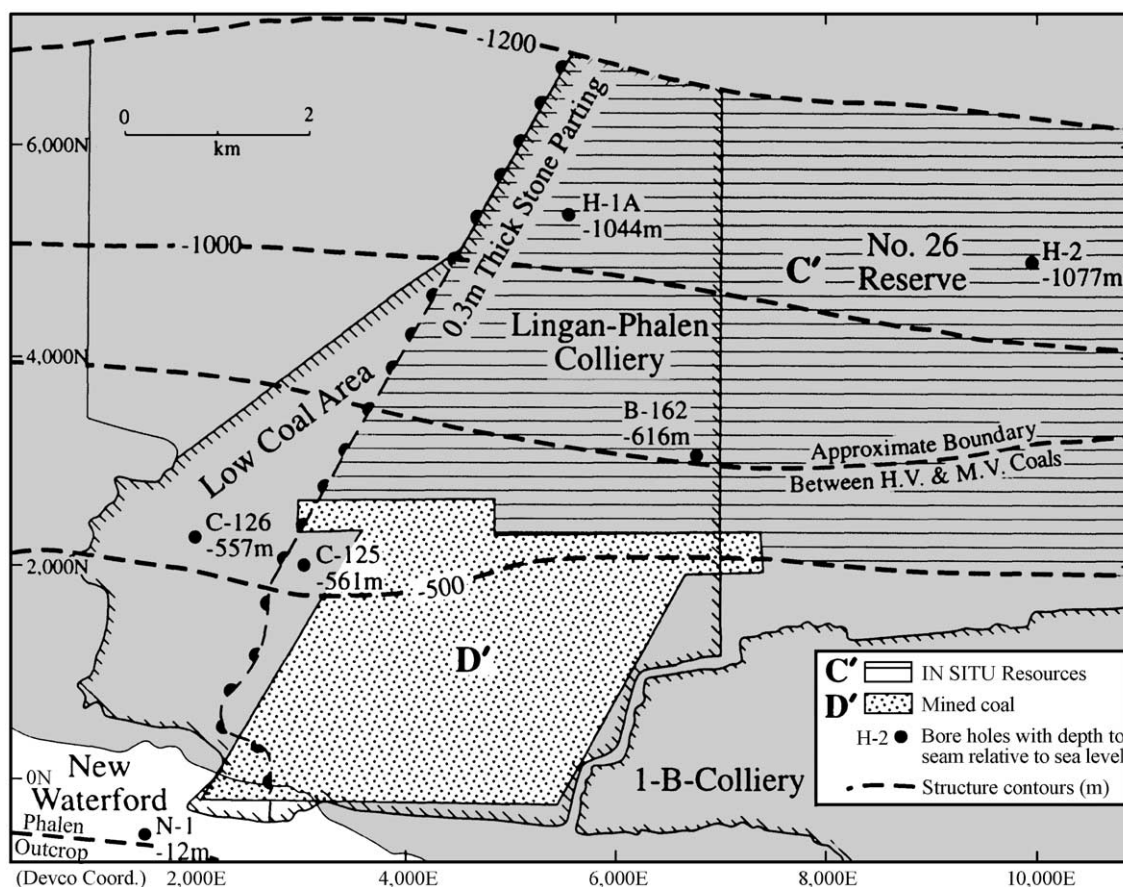 -1200
0
2
km
6,000N
0.3m Thick Stone Parting
H-1A
-1044m
-1000
C'
No. 26
Reserve
H-2
-1077m
Lingan-Phalen
Colliery
4,000N
Low Coal Area
B-162
-616m
Approximate Boundary
Between H.V. & M.V. Coals
C-126
-557m
C-125
-561m
2,000N
-500
D'
C' IN SITU Resources
D' Mined coal
H-2 Bore holes with depth to
seam relative to sea level
Structure contours (m)
1-B-Colliery
0N
New
Waterford
Phalen
Outcrop
N-1
-12m
(Devco Coord.)
2,000E
4,000E
6,000E
8,000E
10,000E